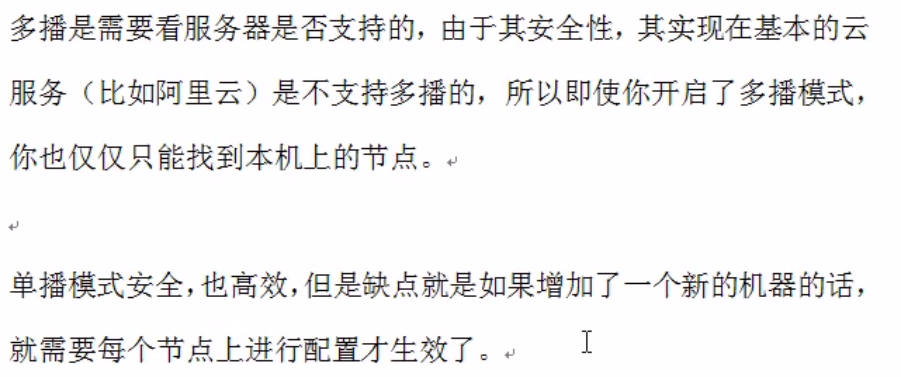 多播是需要看服务器是否支持的，由于其安全性，其实现在基本的云
服务（比如阿里云）是不支持多播的，所以即使你开启了多播模式，
你也仅仅只能找到本机上的节点。
单播模式安全，也高效，但是缺点就是如果增加了一个新的机器的话，
就需要每个节点上进行配置才生效了。